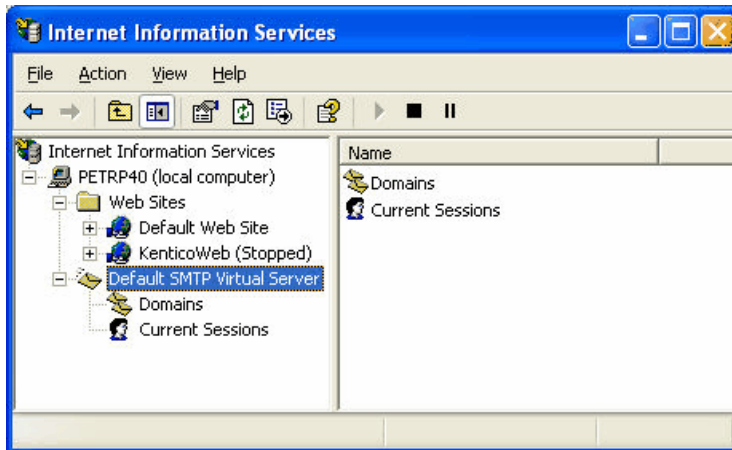 Internet Information Services
File Action View Help
Internet Information Services
PETRP40 (local computer)
Web Sites
Default Web Site
KenticoWeb (Stopped)
Default SMTP Virtual Server
Domains
Current Sessions
Name
Domains
Current Sessions